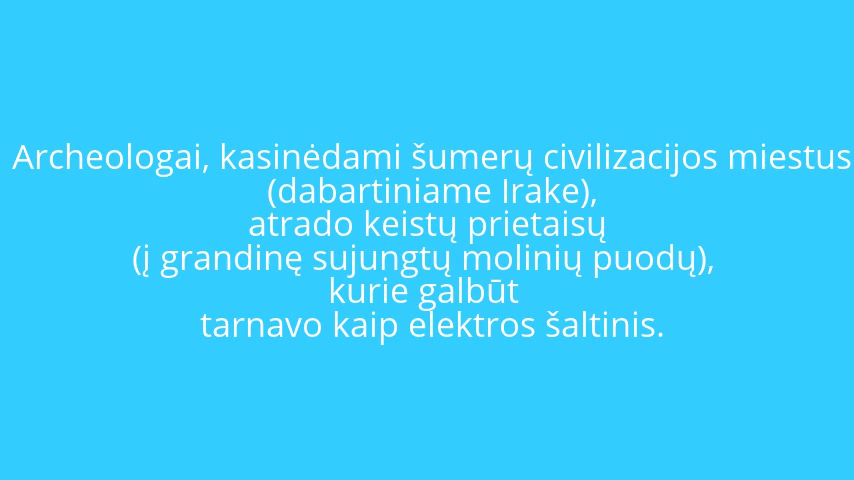 Archeologai, kasinėdami šumerų civilizacijos miestus
(dabartiniame Irake),
atrado keistų prietaisų
(į grandinę sujungtų molinių puodų),
kurie galbūt
tarnavo kaip elektros šaltinis.